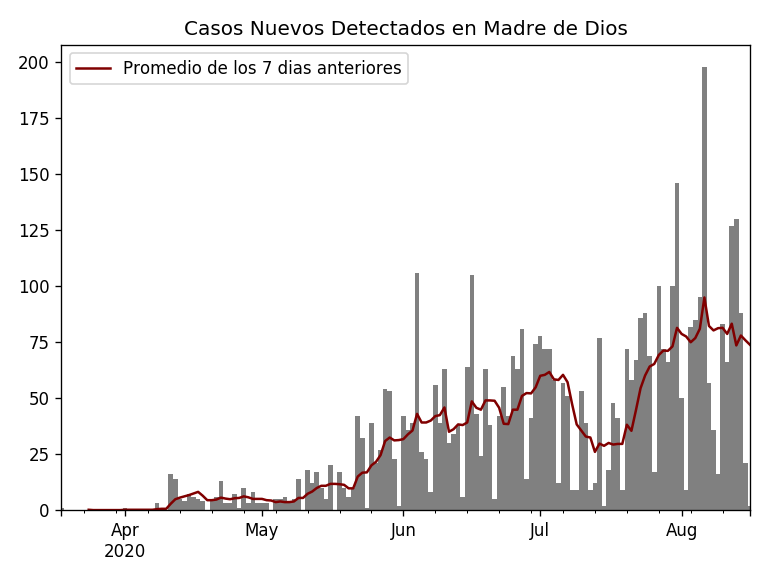 Casos Nuevos Detectados en Madre de Dios
Promedio de los 7 dias anteriores
200
175
150
125
100
75
50
25
0
Apr
2020
May
Jun
Jul
Aug